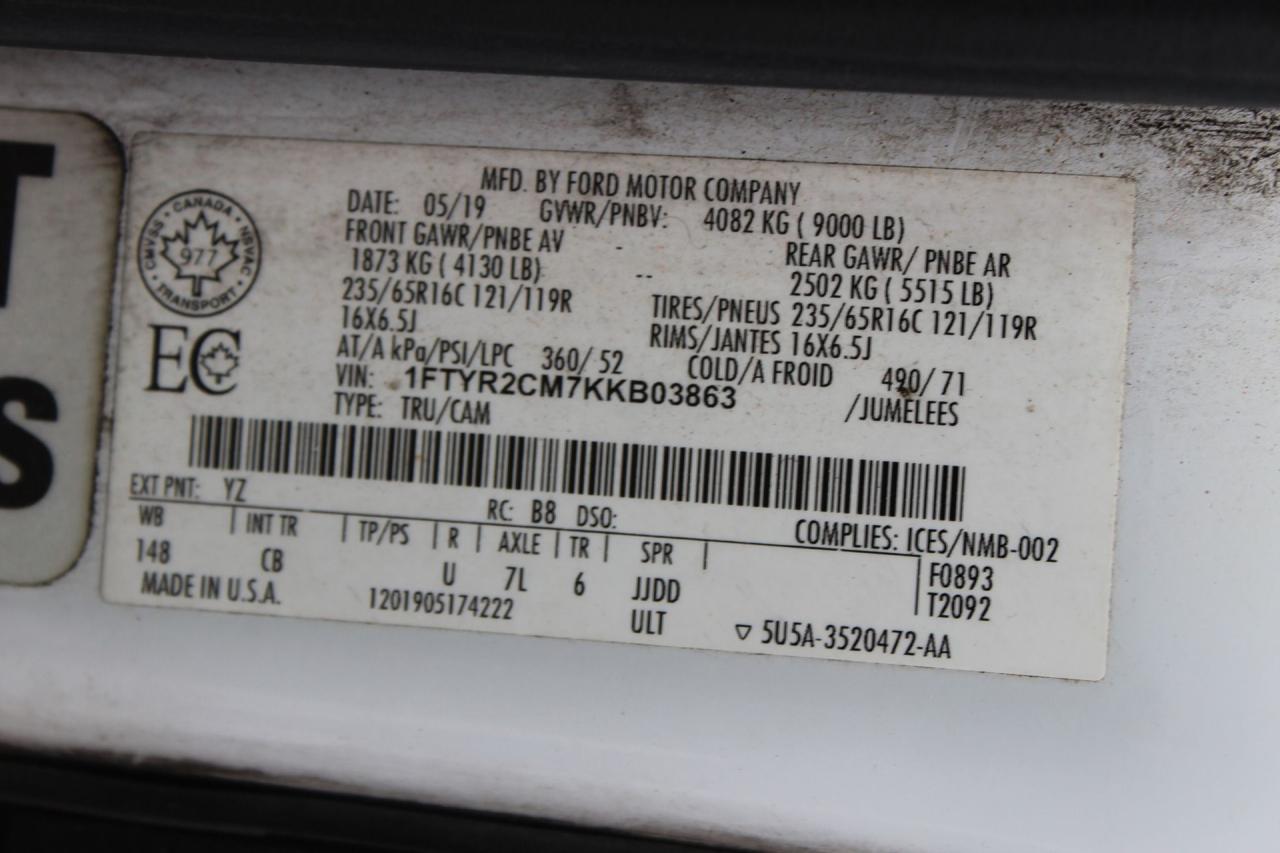 T
S
CMVSS • CANADA • NSVAC • TRANSPORT
977
EC
MFD. BY FORD MOTOR COMPANY
DATE: 05/19 GVWR/PNBV: 4082 KG ( 9000 LB)
FRONT GAWR/PNBE AV - REAR GAWR/ PNBE AR
1873 KG ( 4130 LB) -- 2502 KG ( 5515 LB)
235/65R16C 121/119R TIRES/PNEUS 235/65R16C 121/119R
16X6.5J RIMS/JANTES 16X6.5J
AT/A kPa/PSI/LPC 360/ 52 COLD/A FROID 490/ 71
VIN: 1FTYR2CM7KKB03863 /JUMELEES
TYPE: TRU/CAM
EXT PNT: YZ RC: B8 DSO: COMPLIES: ICES/NMB-002
WB | INT TR | TP/PS | R | AXLE | TR | SPR | F0893
148 CB U 7L 6 JJDD T2092
MADE IN U.S.A. 1201905174222 ULT ▽ 5U5A-3520472-AA